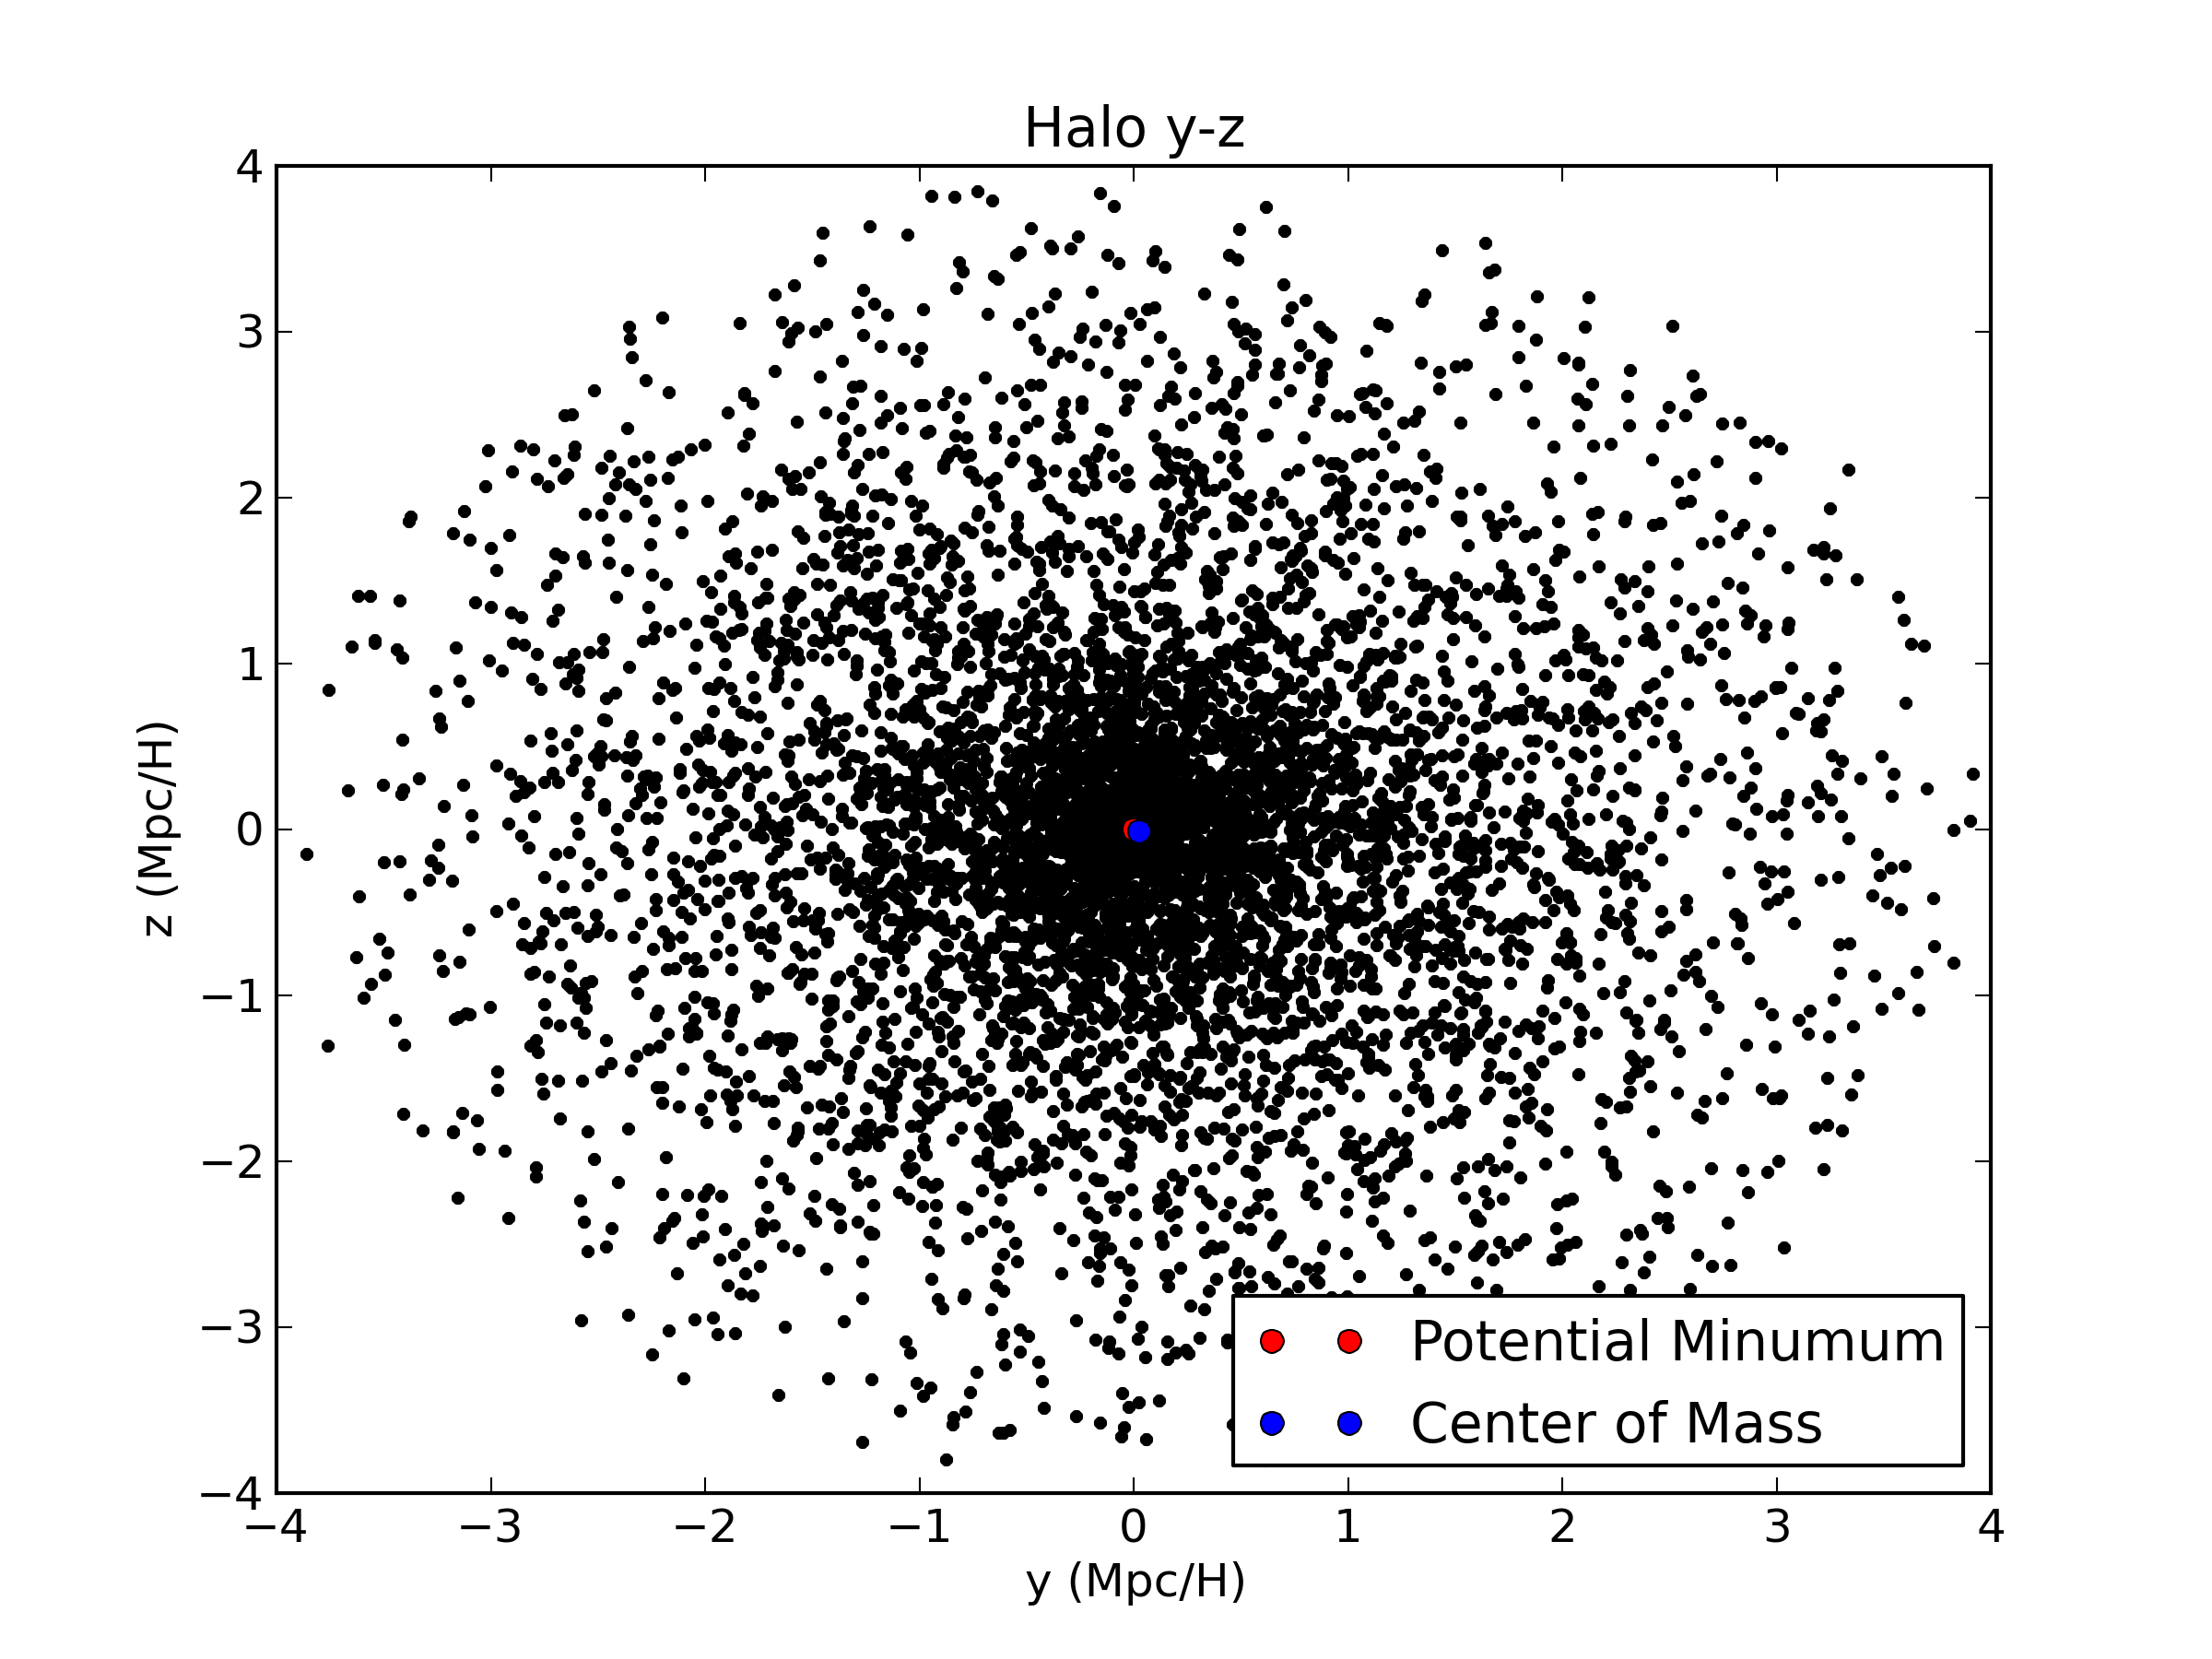 Halo y-z
4
3
2
1
0
−1
−2
−3
−4
z (Mpc/H)
Potential Minumum
Center of Mass
−4 −3 −2 −1 0 1 2 3 4
y (Mpc/H)